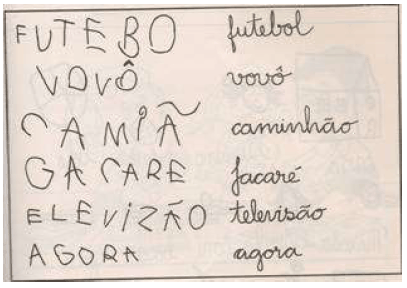 FUTEBO futebol
VOVÔ vovô
CAMIÃ caminhão
GACARE jacaré
ELEVIZÃO televisão
AGORA agora